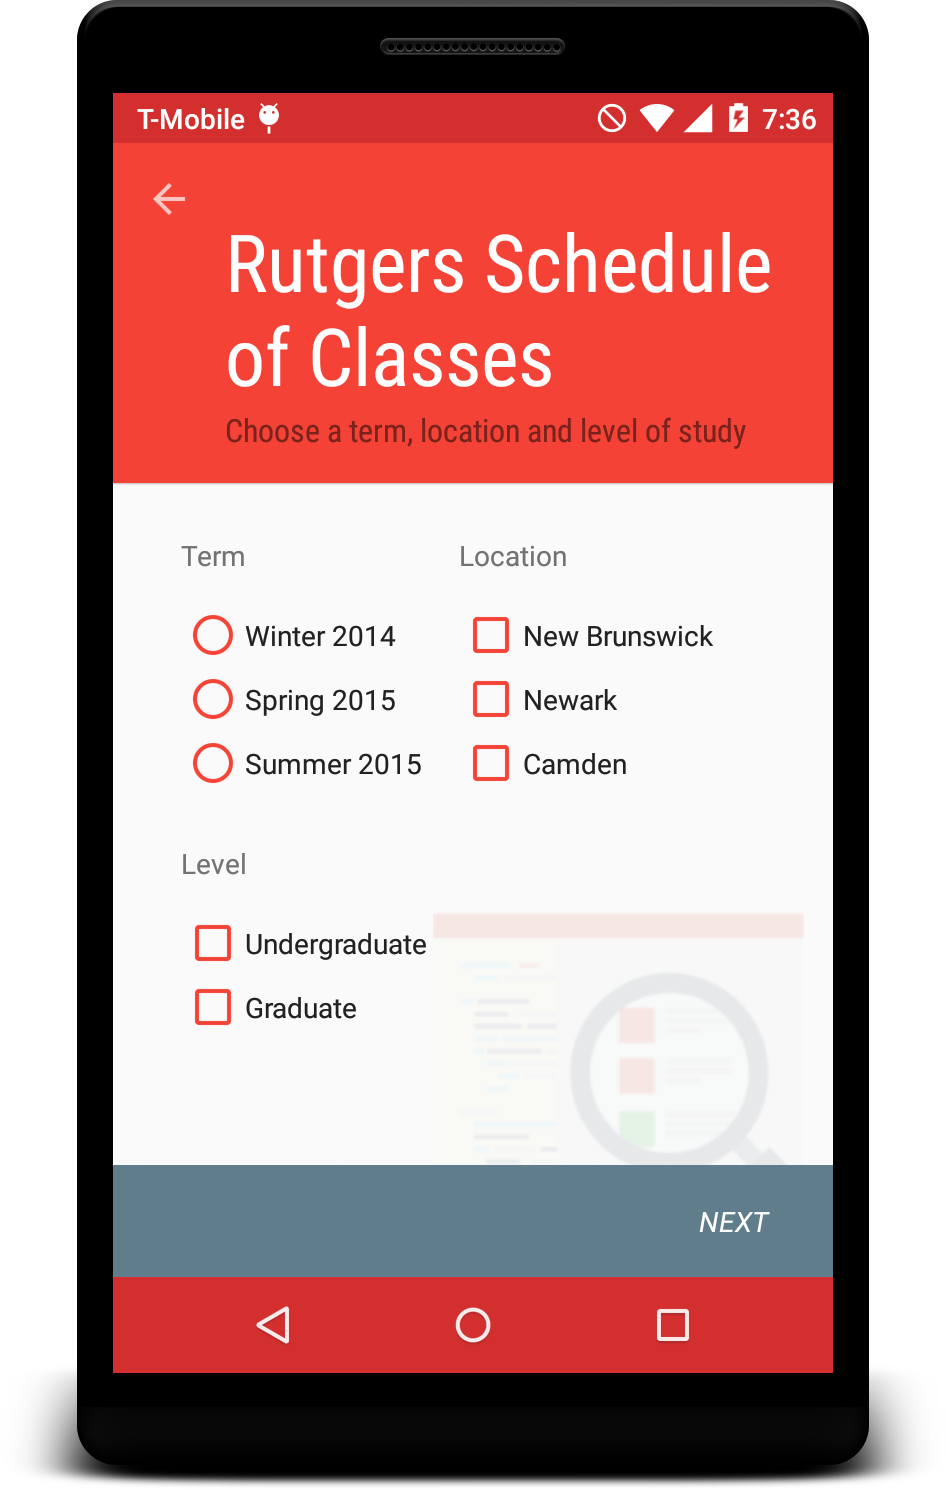 T-Mobile 7:36
Rutgers Schedule
of Classes
Choose a term, location and level of study
Term
Winter 2014
Spring 2015
Summer 2015
Location
New Brunswick
Newark
Camden
Level
Undergraduate
Graduate
NEXT